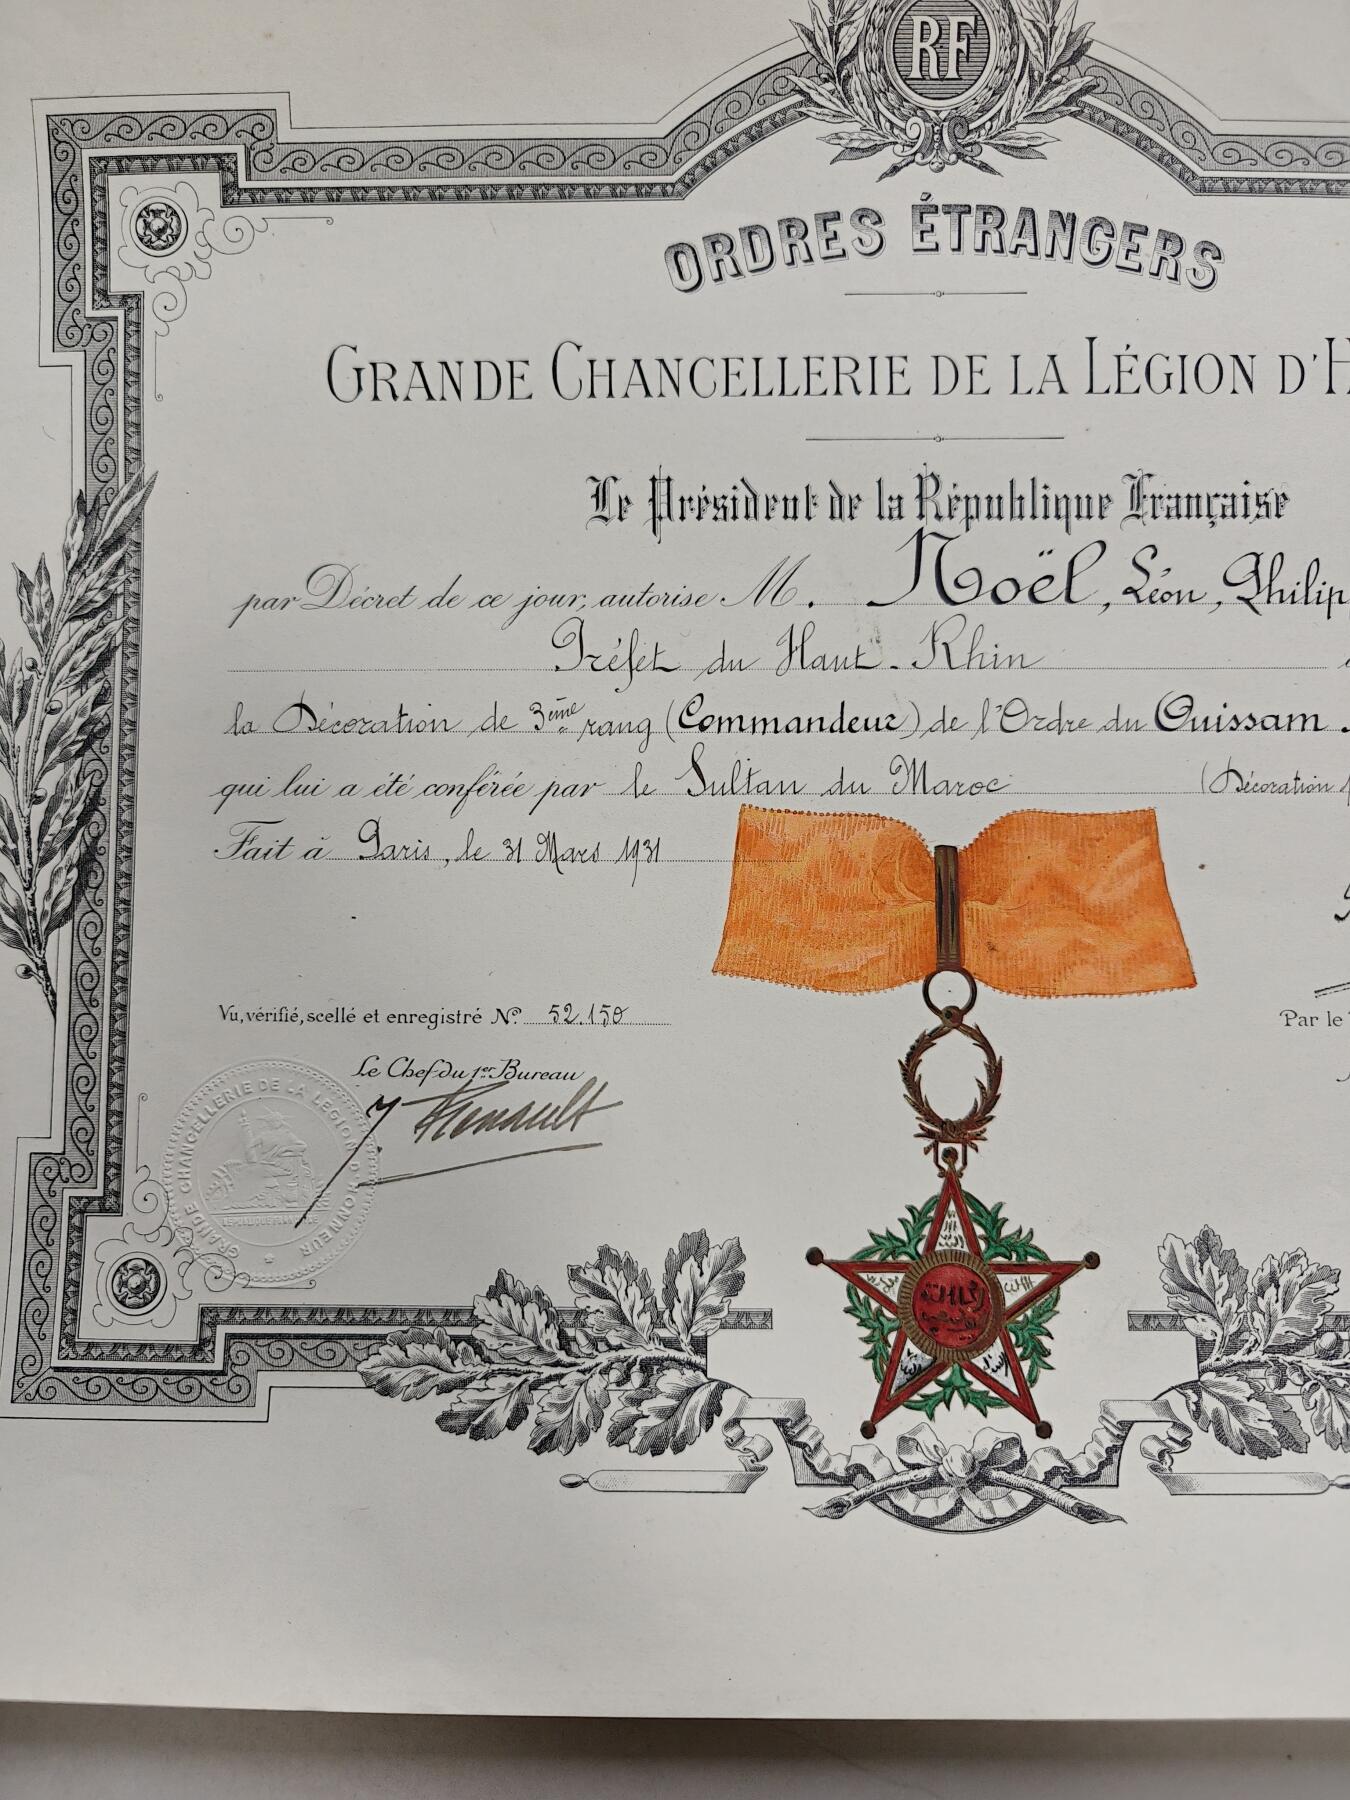 RF
ORDRES ÉTRANGERS
GRANDE CHANCELLERIE DE LA LÉGION D'H
Le Président de la République Française
par Décret de ce jour, autorise M. Noël, Léon, Philip
Préfet du Haut-Rhin
la Décoration de 3ème rang (Commandeur) de l'Ordre du Ouissam
qui lui a été conférée par le Sultan du Maroc (Décoration
Fait à Paris, le 31 Mars 1931
Vu, vérifié, scellé et enregistré No. 52.150
Par le
Le Chef du 1er Bureau
Renault
GRANDE CHANCELLERIE DE LA LÉGION D'HONNEUR